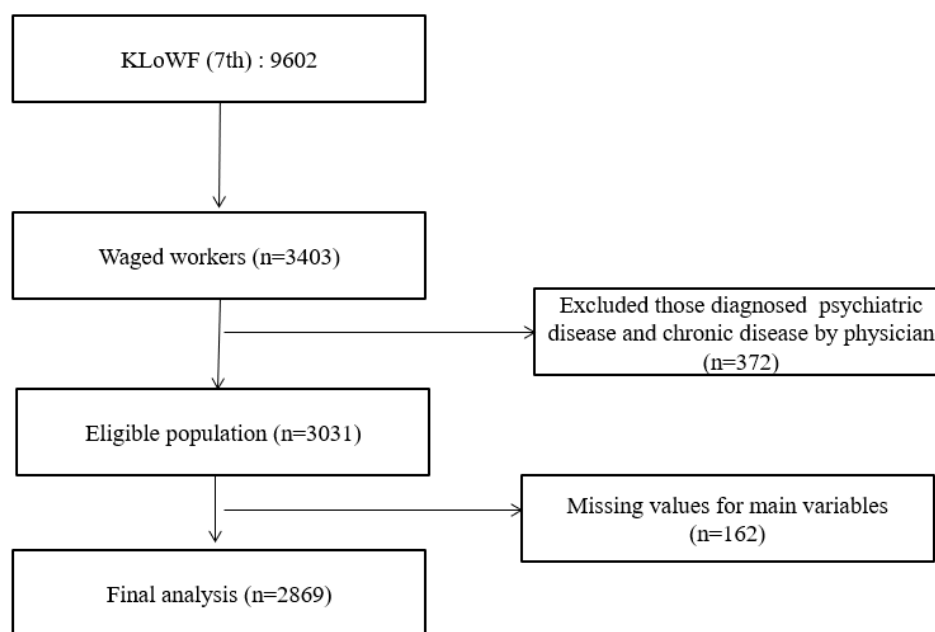 KLoWF (7th) : 9602
Waged workers (n=3403)
Excluded those diagnosed psychiatric
disease and chronic disease by physician
(n=372)
Eligible population (n=3031)
Missing values for main variables
(n=162)
Final analysis (n=2869)